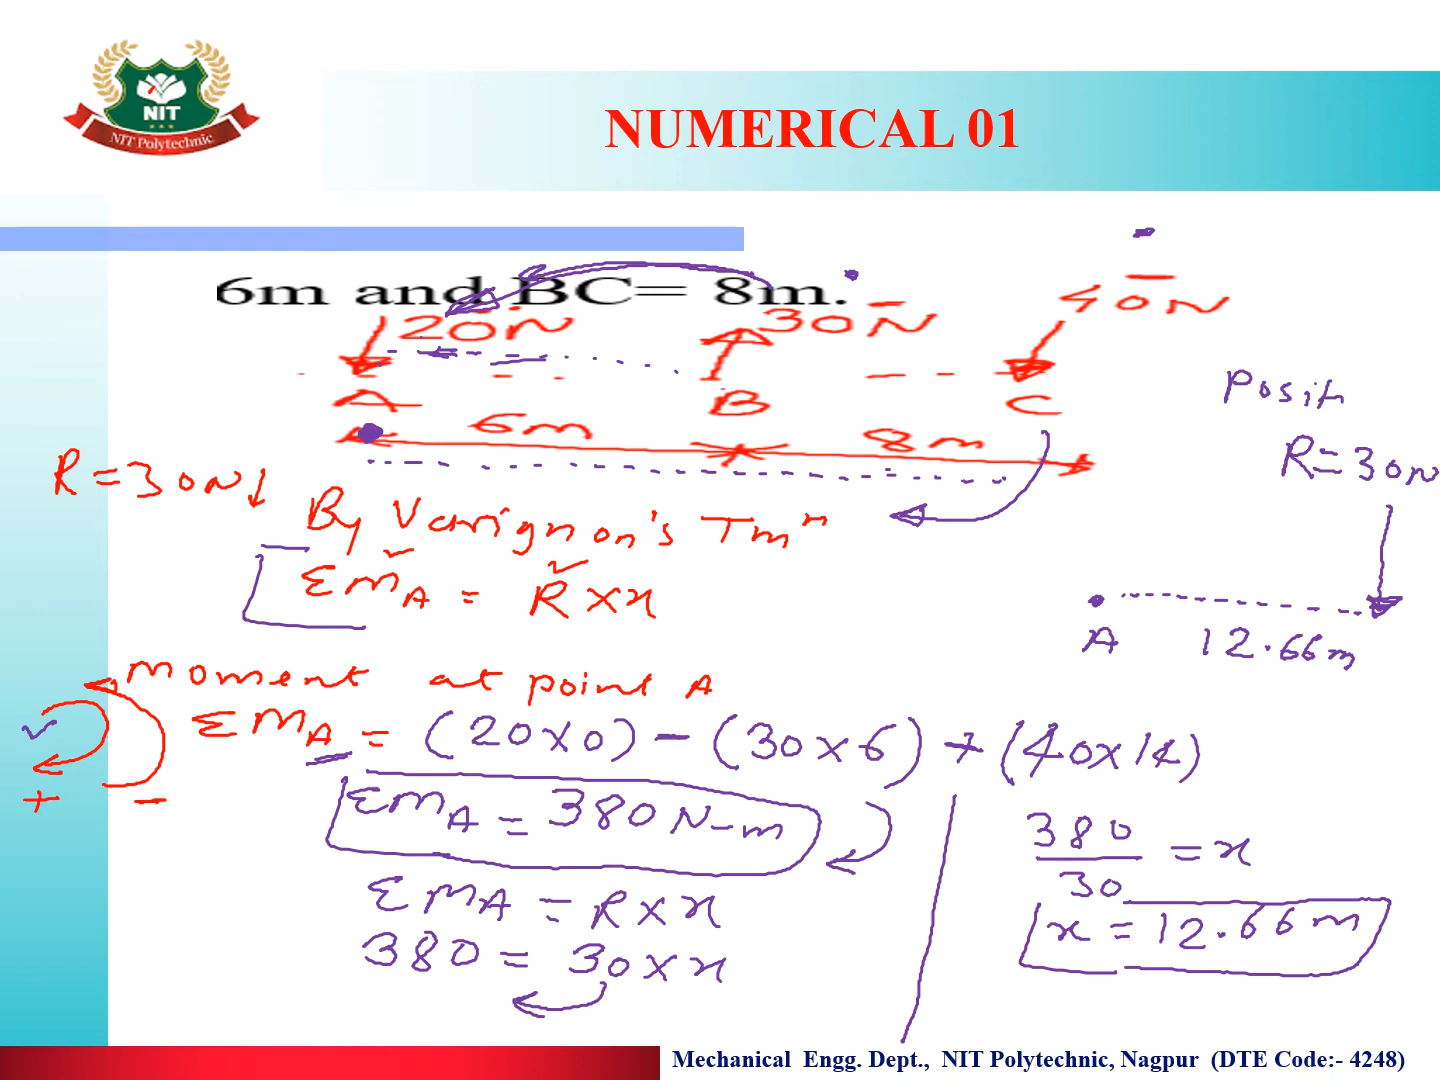 NIT
NIT Polytechnic
NUMERICAL 01
6m and BC= 8m.
20N 30N 40N
A B C
A 6m 8m
Posit
R=30N
R=30N↓
By Varignon's Tmⁿ
ΣMA = R×x
A 12.66m
moment at point A
ΣMA = (20×0) - (30×6) + (40×14)
+ -
ΣMA = 380 N-m
ΣMA = R×x
380 = 30×x
380/30 = x
x = 12.66m
Mechanical Engg. Dept., NIT Polytechnic, Nagpur (DTE Code:- 4248)